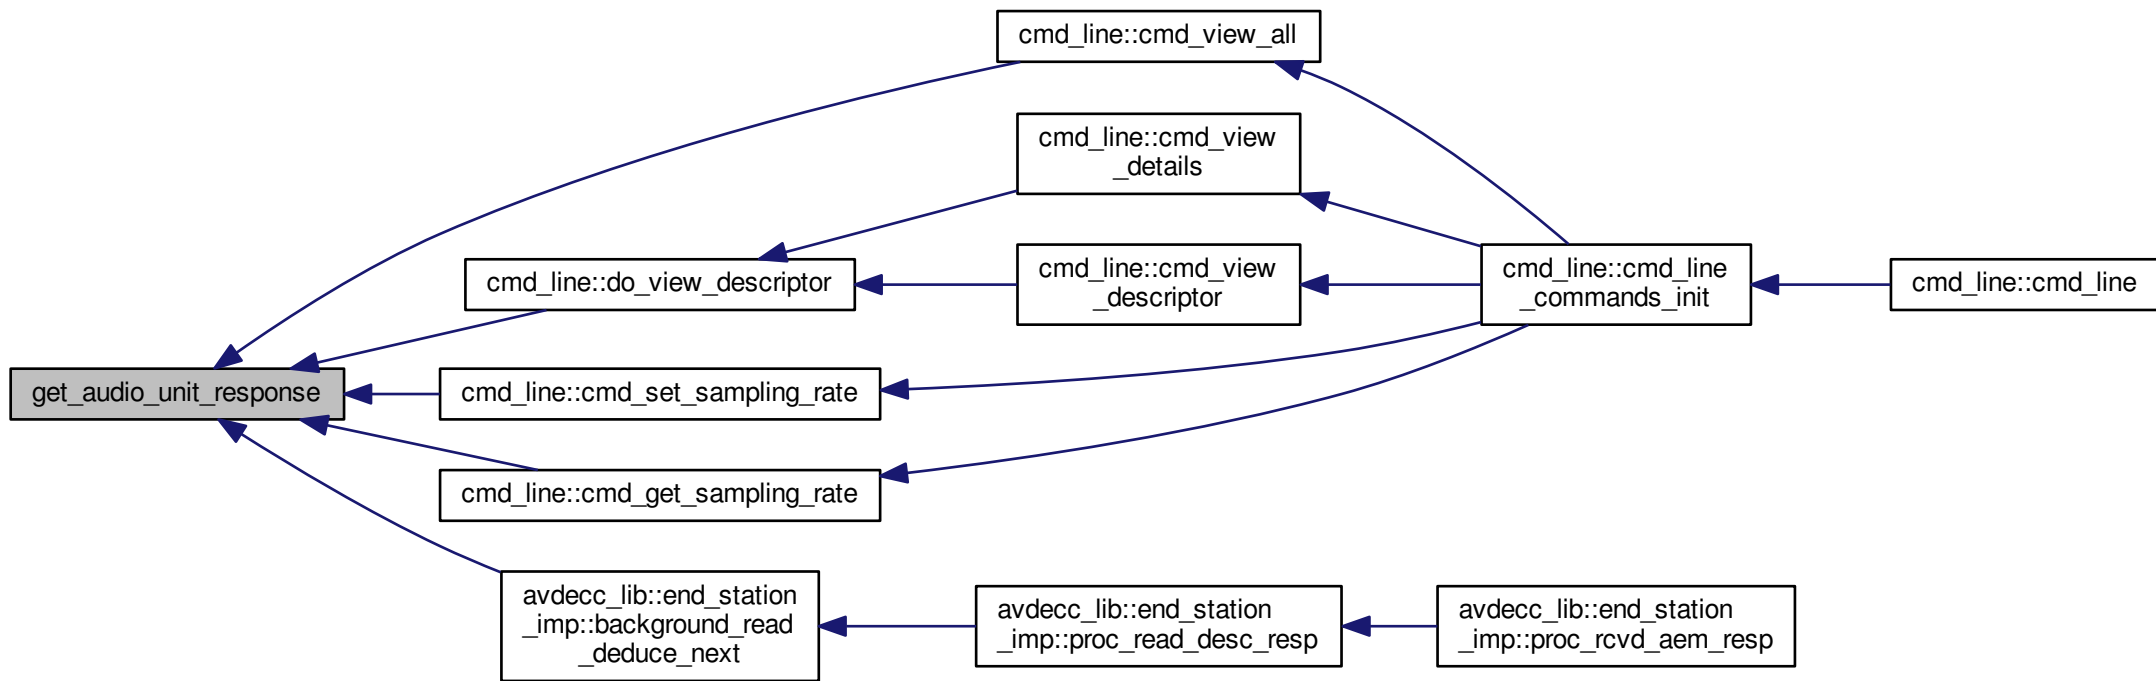 cmd_line::cmd_view_all
cmd_line::cmd_view
_details
cmd_line::do_view_descriptor
cmd_line::cmd_view
_descriptor
cmd_line::cmd_line
_commands_init
cmd_line::cmd_line
get_audio_unit_response
cmd_line::cmd_set_sampling_rate
cmd_line::cmd_get_sampling_rate
avdecc_lib::end_station
_imp::background_read
_deduce_next
avdecc_lib::end_station
_imp::proc_read_desc_resp
avdecc_lib::end_station
_imp::proc_rcvd_aem_resp